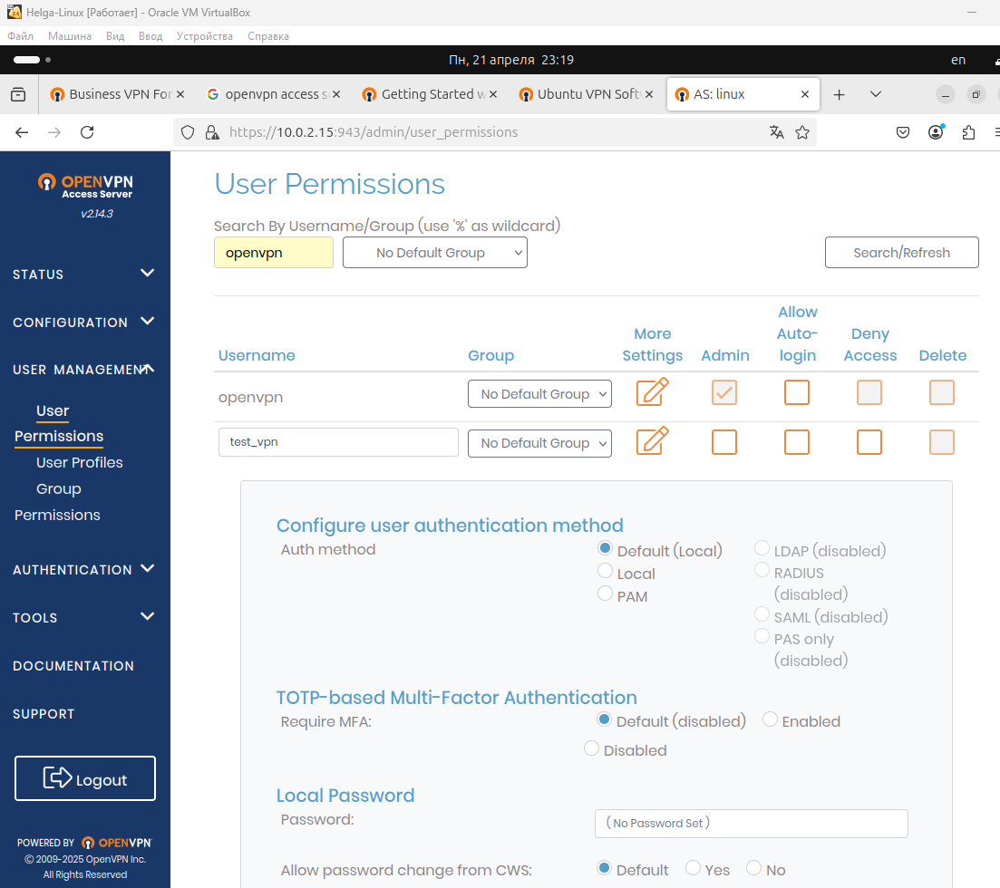 Helga-Linux [Работает] - Oracle VM VirtualBox
Файл Машина Вид Ввод Устройства Справка
Пн, 21 апреля 23:19 en
Business VPN For openvpn access s Getting Started w Ubuntu VPN Softw AS: linux
https://10.0.2.15:943/admin/user_permissions
OPENVPN
Access Server
v2.14.3
STATUS
CONFIGURATION
USER MANAGEMENT
User
Permissions
User Profiles
Group
Permissions
AUTHENTICATION
TOOLS
DOCUMENTATION
SUPPORT
Logout
POWERED BY OPENVPN
© 2009-2025 OpenVPN Inc.
All Rights Reserved
User Permissions
Search By Username/Group (use '%' as wildcard)
openvpn No Default Group Search/Refresh
Username Group More Settings Admin Allow Auto-login Deny Access Delete
openvpn No Default Group
test_vpn No Default Group
Configure user authentication method
Auth method Default (Local) LDAP (disabled)
Local RADIUS
(disabled)
PAM
SAML (disabled)
PAS only
(disabled)
TOTP-based Multi-Factor Authentication
Require MFA: Default (disabled) Enabled
Disabled
Local Password
Password: ( No Password Set )
Allow password change from CWS: Default Yes No